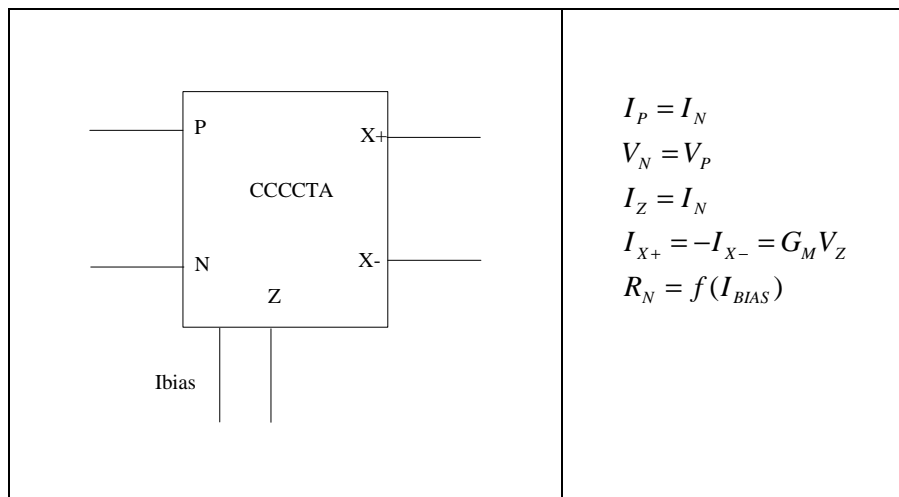 P
X+
CCCCTA
N
X-
Z
Ibias
I_P = I_N
V_N = V_P
I_Z = I_N
I_{X+} = -I_{X-} = G_M V_Z
R_N = f(I_{BIAS})